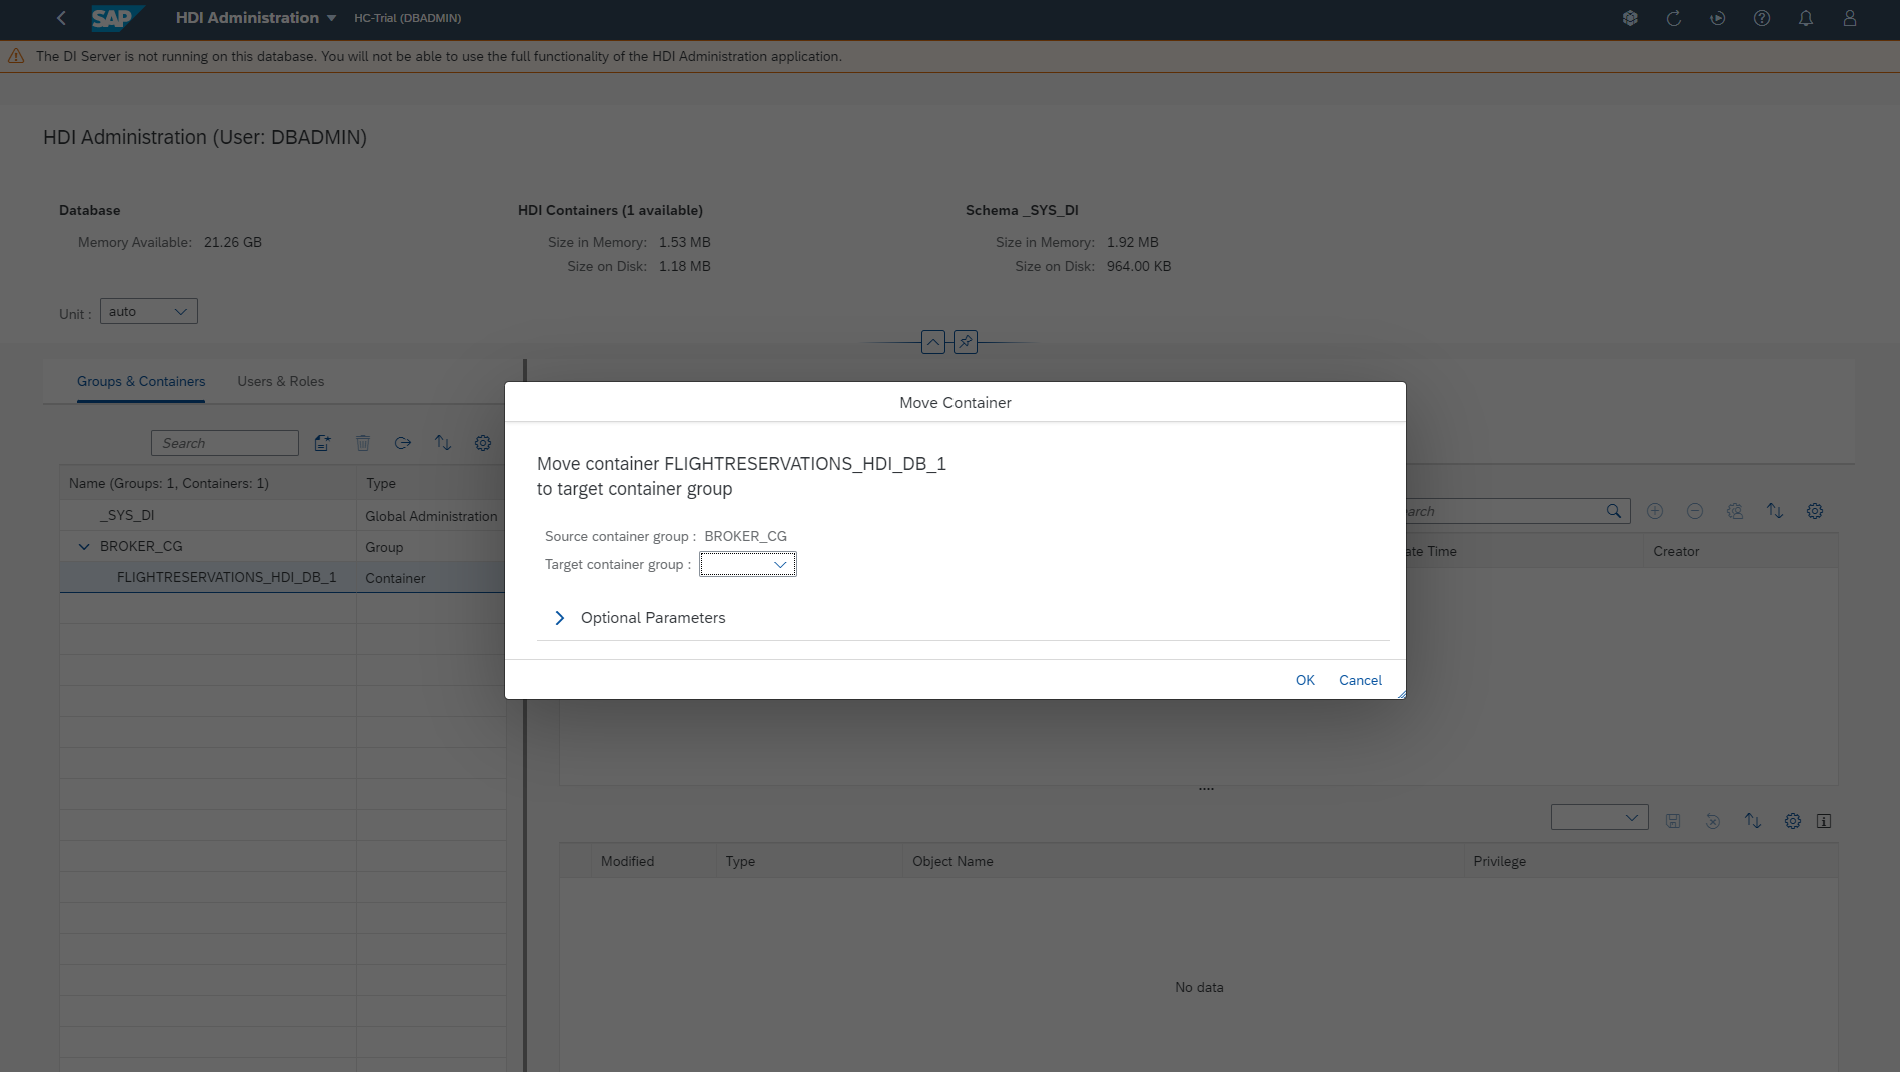 SAP HDI Administration HC-Trial (DBADMIN)
The DI Server is not running on this database. You will not be able to use the full functionality of the HDI Administration application.
HDI Administration (User: DBADMIN)
Database HDI Containers (1 available) Schema _SYS_DI
Memory Available: 21.26 GB Size in Memory: 1.53 MB Size in Memory: 1.92 MB
Size on Disk: 1.18 MB Size on Disk: 964.00 KB
Unit : auto
Groups & Containers Users & Roles
Move Container
Search
Move container FLIGHTRESERVATIONS_HDI_DB_1
to target container group
Name (Groups: 1, Containers: 1) Type
_SYS_DI Global Administration
Source container group : BROKER_CG
BROKER_CG Group
Target container group :
FLIGHTRESERVATIONS_HDI_DB_1 Container
Optional Parameters
OK Cancel
earch
ate Time Creator
Modified Type Object Name Privilege
No data